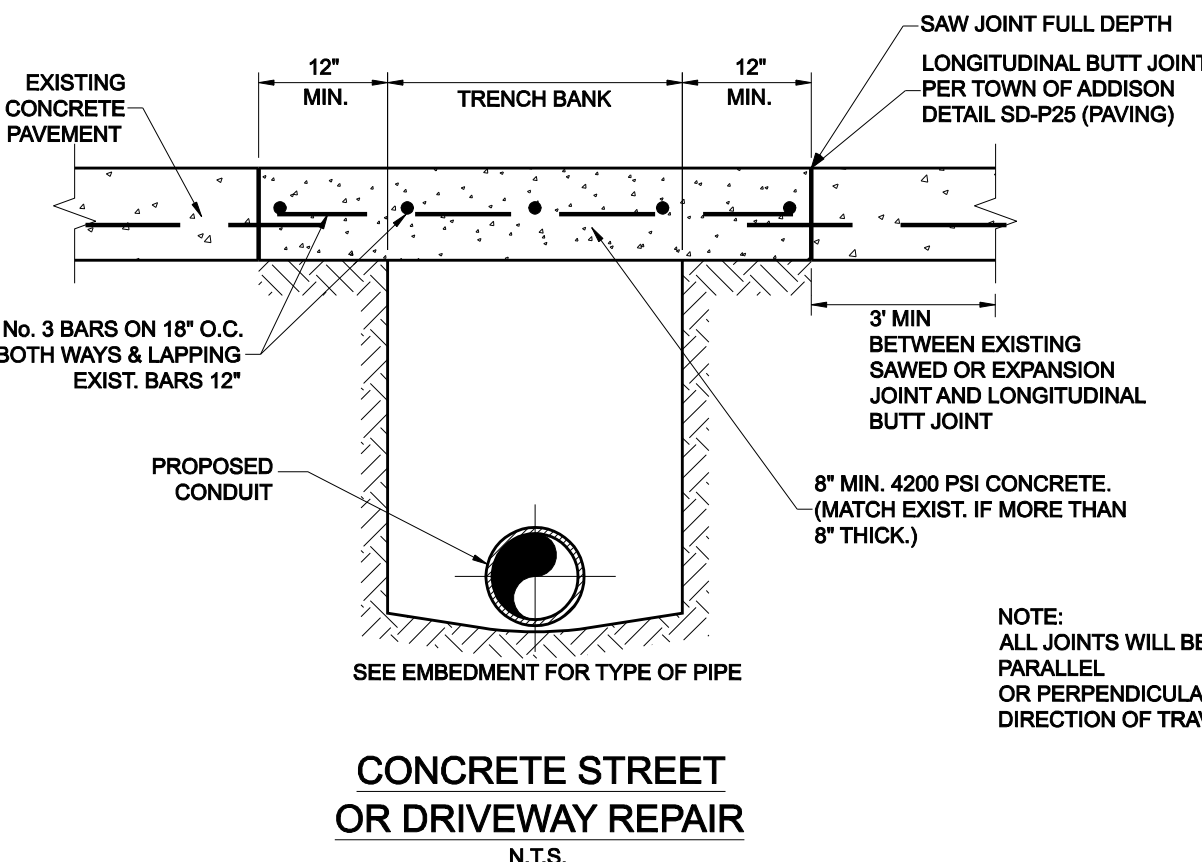 SAW JOINT FULL DEPTH
LONGITUDINAL BUTT JOINT
PER TOWN OF ADDISON
DETAIL SD-P25 (PAVING)
12"
MIN.
TRENCH BANK
12"
MIN.
EXISTING
CONCRETE
PAVEMENT
No. 3 BARS ON 18" O.C.
BOTH WAYS & LAPPING
EXIST. BARS 12"
3' MIN
BETWEEN EXISTING
SAWED OR EXPANSION
JOINT AND LONGITUDINAL
BUTT JOINT
PROPOSED
CONDUIT
8" MIN. 4200 PSI CONCRETE.
(MATCH EXIST. IF MORE THAN
8" THICK.)
SEE EMBEDMENT FOR TYPE OF PIPE
NOTE:
ALL JOINTS WILL BE
PARALLEL
OR
DIRECTION OF
CONCRETE STREET
OR DRIVEWAY REPAIR
N.T.S.